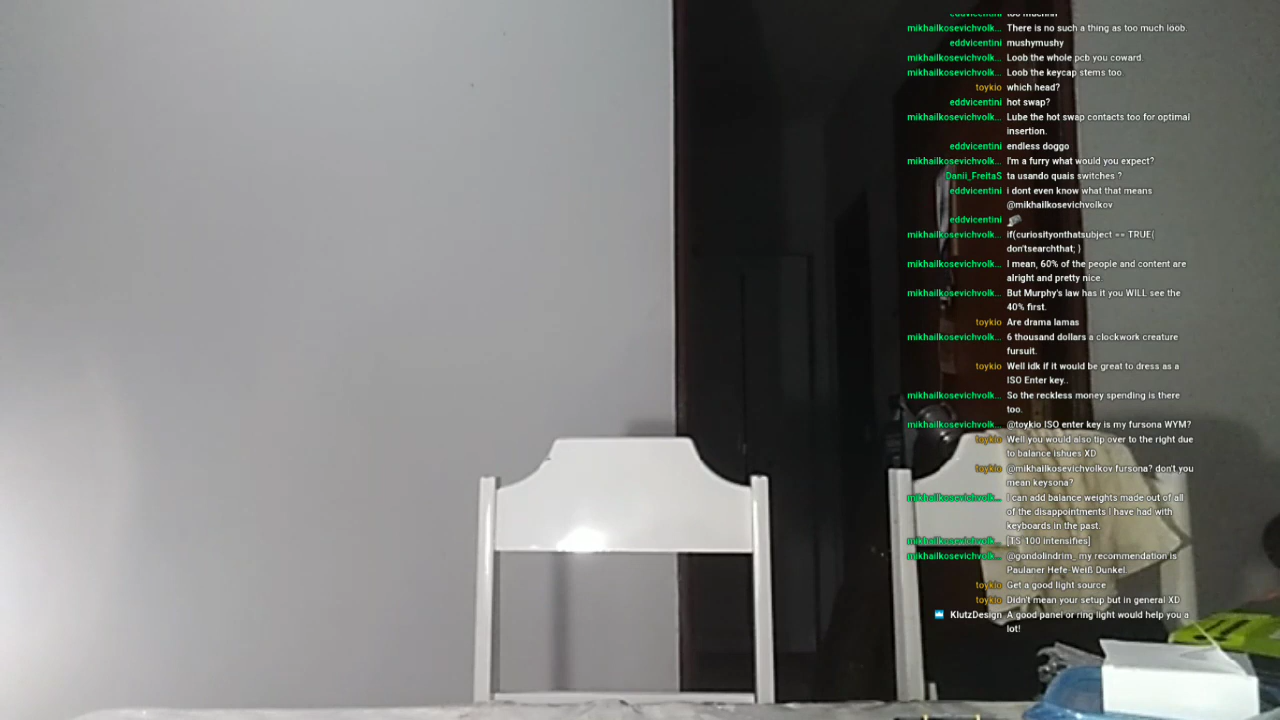 mikhailkosevichvolk... There is no such a thing as too much lööb.
eddvicentini mushymushy
mikhailkosevichvolk... Loob the whole pcb you coward.
mikhailkosevichvolk... Loob the keycap stems too
toykio which head?
eddvicentini hot swap?
mikhailkosevichvolk... Lube the hot swap contacts too for optimal
insertion.
eddvicentini endless doggo
mikhailkosevichvolk... I'm a furry what would you expect?
Danii_FreitaS ta usando quais switches ?
eddvicentini i dont even know what that means
@mikhailkosevichvolkov
eddvicentini
mikhailkosevichvolk... if(curiosityonthatsubject == TRUE{
don'tsearchthat; }
mikhailkosevichvolk... I mean, 60% of the people and content are
alright and pretty nice.
mikhailkosevichvolk... But Murphy's law has it you WILL see the
40% first.
toykio Are drama lamas
mikhailkosevichvolk... 6 thousand dollars a clockwork creature
fursuit.
toykio Well idk if it would be great to dress as a
ISO Enter key..
mikhailkosevichvolk... So the reckless money spending is there
too.
mikhailkosevichvolk... @toykio ISO enter key is my fursona WYM?
toykio Well you would also tip over to the right due
to balance ishues XD
toykio @mikhailkosevichvolkov fursona? don't you
mean keysona?
mikhailkosevichvolk... I can add balance weights made out of all
of the disappointments I have had with
keyboards in the past.
mikhailkosevichvolk... [TS-100 intensifies]
mikhailkosevichvolk... @gondolindrim_ my recommendation is
Paulaner Hefe-Weiß Dunkel.
toykio Get a good light source
toykio Didn't mean your setup but in general XD
KlutzDesign A good panel or ring light would help you a
lot!